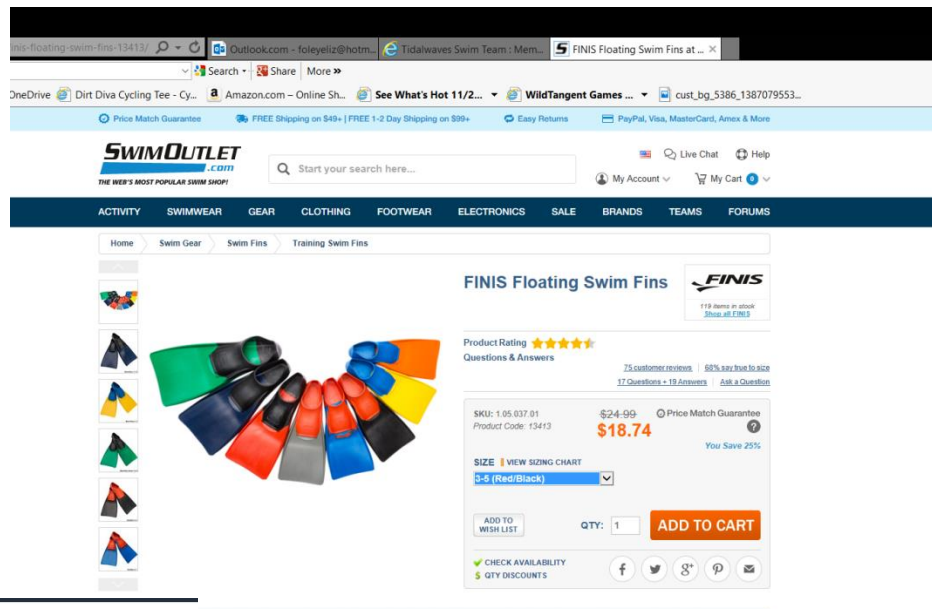 inis-floating-swim-fins-13413/
Outlook.com - foleyeliz@hotm...
Tidalwaves Swim Team : Mem...
FINIS Floating Swim Fins at ...
Search
Share
More »
OneDrive
Dirt Diva Cycling Tee - Cy...
Amazon.com – Online Sh...
See What's Hot 11/2...
WildTangent Games ...
cust_bg_5386_1387079553...
Price Match Guarantee
FREE Shipping on $49+ | FREE 1-2 Day Shipping on $99+
Easy Returns
PayPal, Visa, MasterCard, Amex & More
SWIMOUTLET
.com
THE WEB'S MOST POPULAR SWIM SHOP!
Start your search here...
Live Chat
Help
My Account
My Cart 0
ACTIVITY SWIMWEAR GEAR CLOTHING FOOTWEAR ELECTRONICS SALE BRANDS TEAMS FORUMS
Home
Swim Gear
Swim Fins
Training Swim Fins
FINIS Floating Swim Fins
FINIS
119 items in stock
Shop all FINIS
Product Rating
Questions & Answers
75 customer reviews | 68% say true to size
17 Questions + 19 Answers | Ask a Question
SKU: 1.05.037.01
Product Code: 13413
$24.99
Price Match Guarantee
$18.74
?
You Save 25%
SIZE | VIEW SIZING CHART
3-5 (Red/Black)
ADD TO
WISH LIST
QTY: 1
ADD TO CART
CHECK AVAILABILITY
$ QTY DISCOUNTS